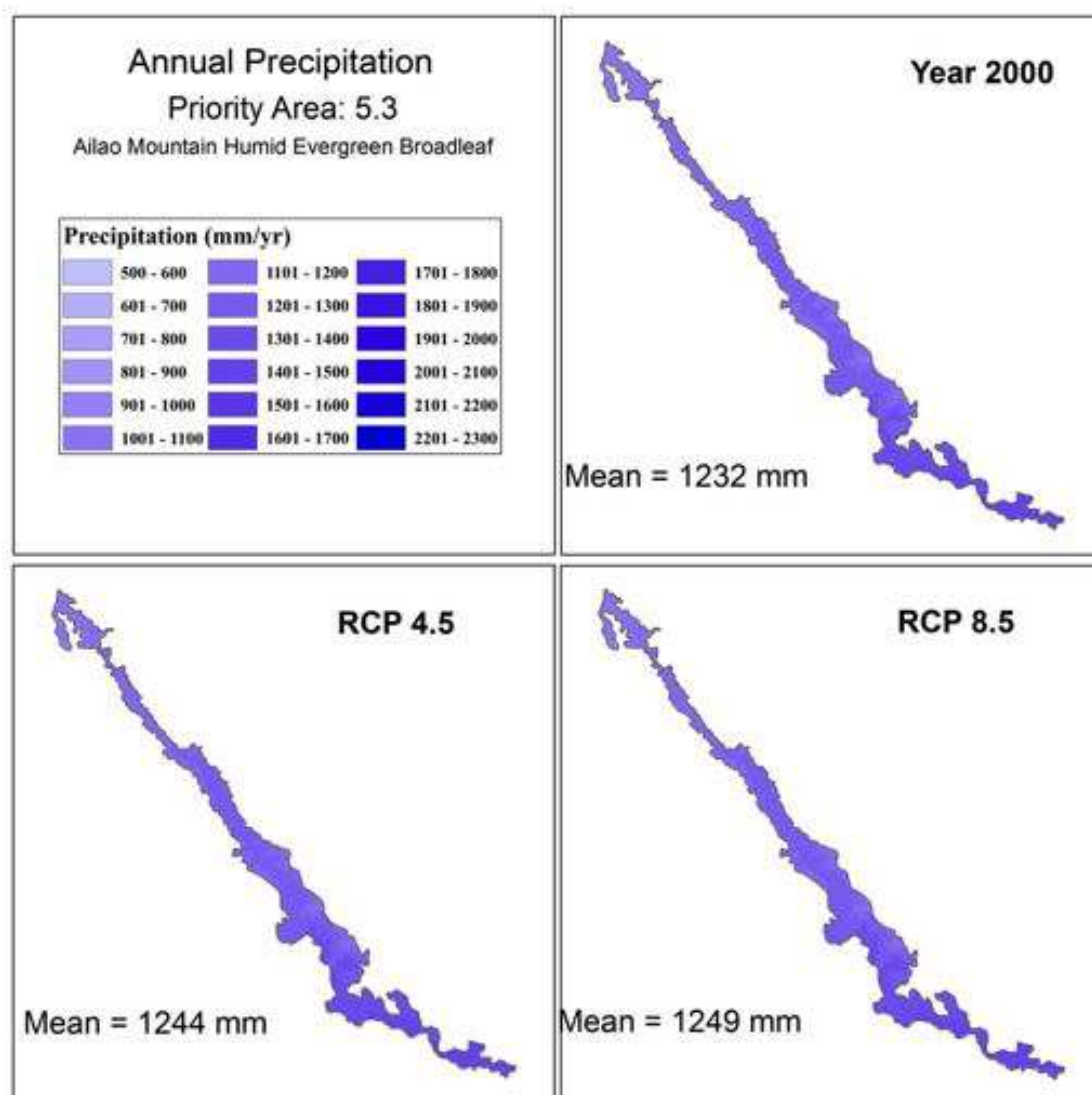 Annual Precipitation
Priority Area: 5.3
Ailao Mountain Humid Evergreen Broadleaf
Precipitation (mm/yr)
500 - 600 1101 - 1200 1701 - 1800
601 - 700 1201 - 1300 1801 - 1900
701 - 800 1301 - 1400 1901 - 2000
801 - 900 1401 - 1500 2001 - 2100
901 - 1000 1501 - 1600 2101 - 2200
1001 - 1100 1601 - 1700 2201 - 2300
Year 2000
Mean = 1232 mm
RCP 4.5
Mean = 1244 mm
RCP 8.5
Mean = 1249 mm